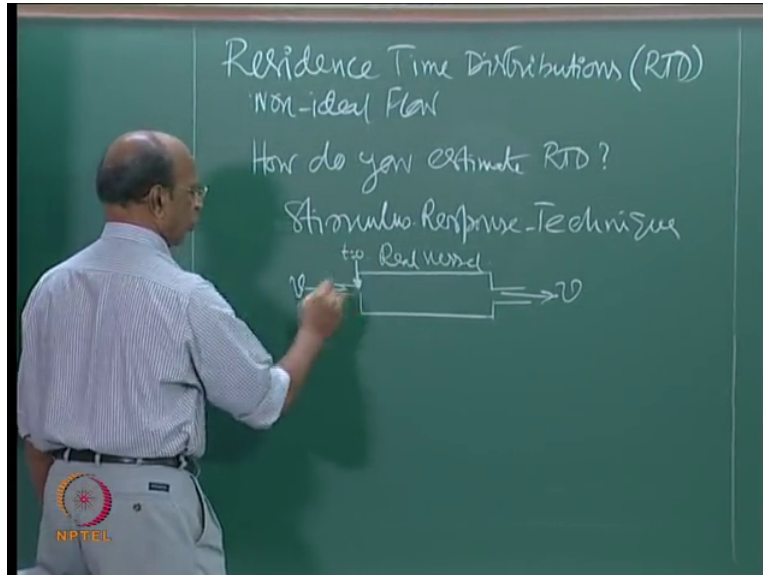 Residence Time Distributions (RTD)
Non-ideal Flow
How do you estimate RTD?
Stimulus-Response-Technique
t=0 Real vessel
v v
NPTEL